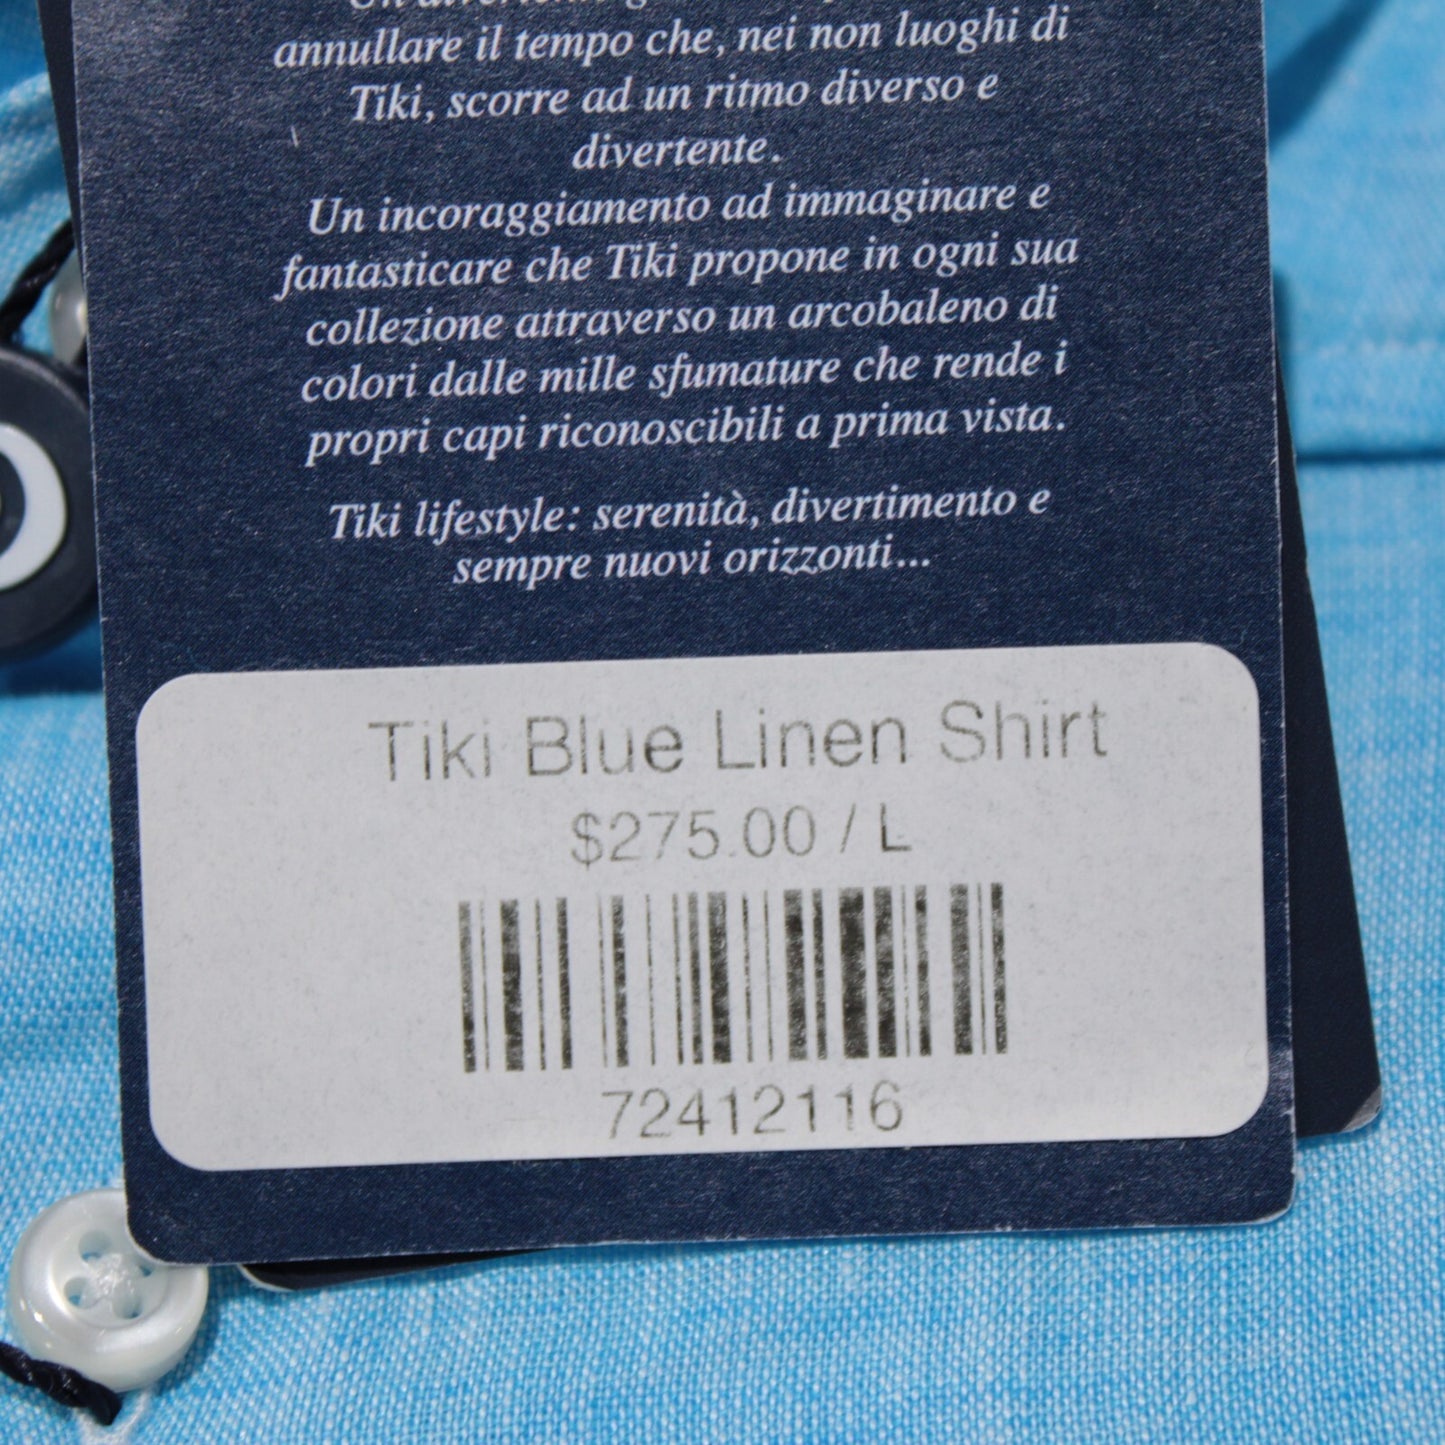 Un
annullare il tempo che, nei non luoghi di
Tiki, scorre ad un ritmo diverso e
divertente.
Un incoraggiamento ad immaginare e
fantasticare che Tiki propone in ogni sua
collezione attraverso un arcobaleno di
colori dalle mille sfumature che rende i
propri capi riconoscibili a prima vista.
Tiki lifestyle: serenità, divertimento e
sempre nuovi orizzonti...
Tiki Blue Linen Shirt
$275.00 / L
72412116